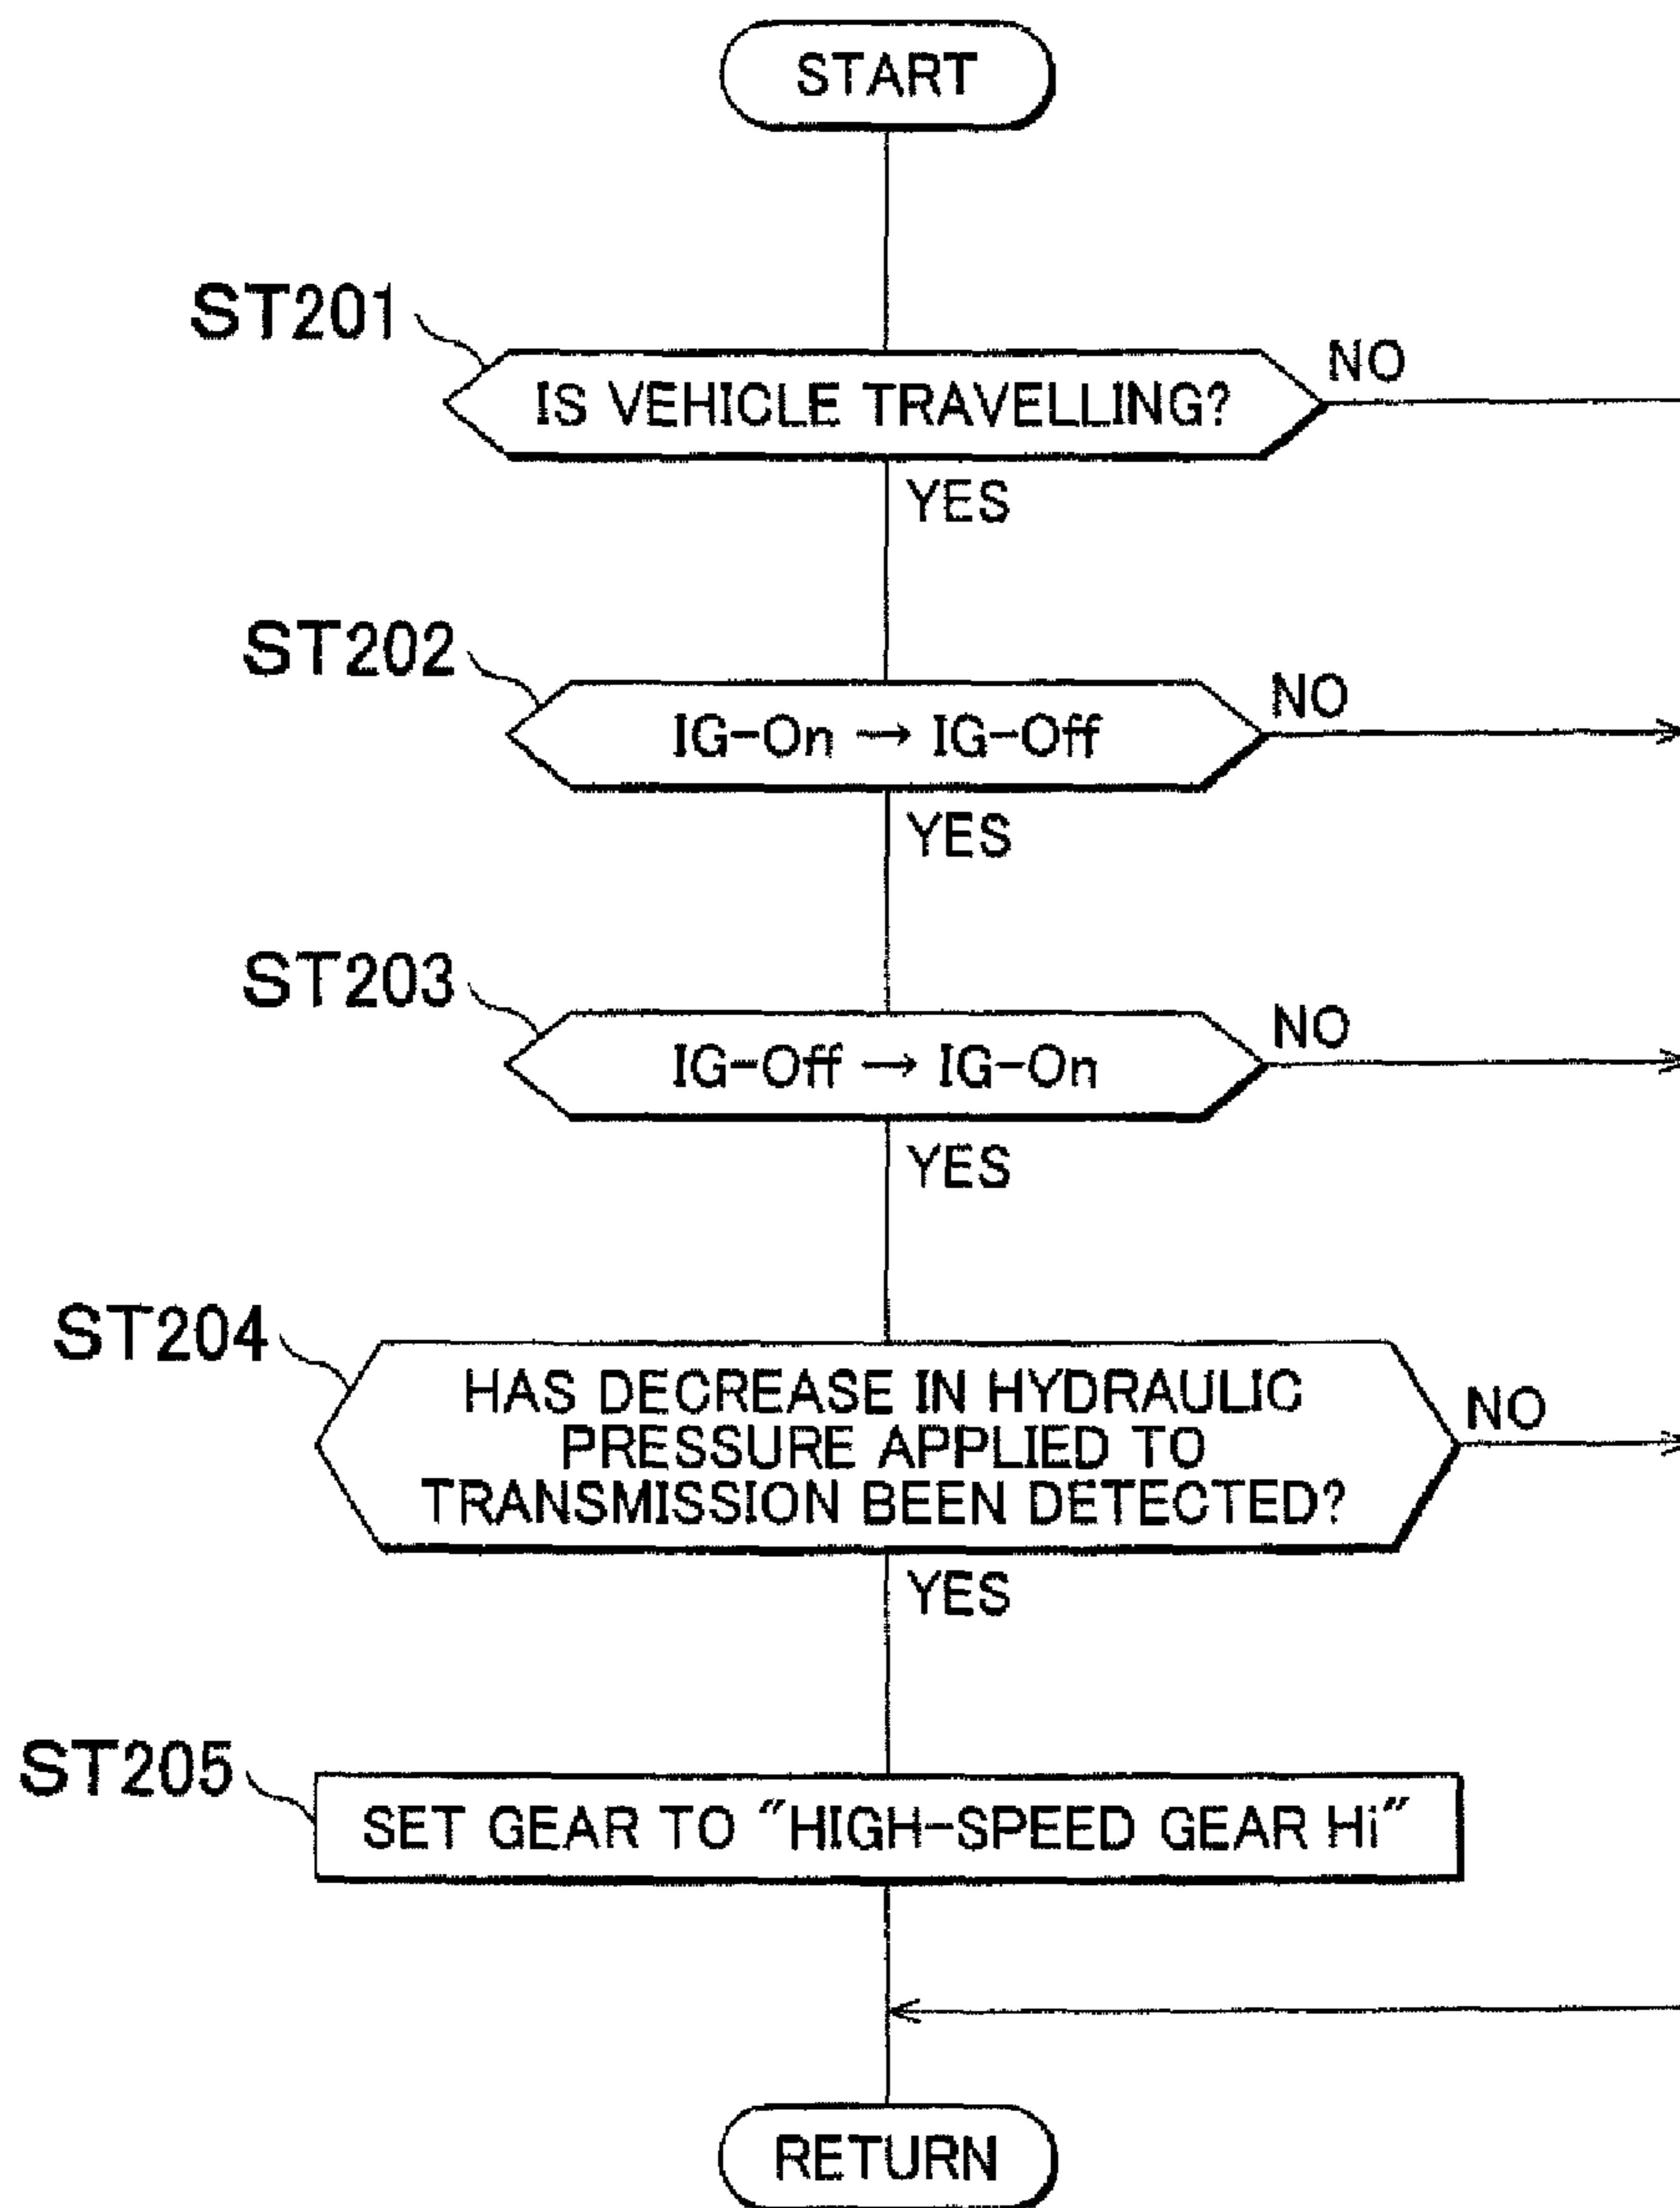 START
ST201
IS VEHICLE TRAVELLING?
NO
YES
ST202
IG-On → IG-Off
NO
YES
ST203
IG-Off → IG-On
NO
YES
ST204
HAS DECREASE IN HYDRAULIC
PRESSURE APPLIED TO
TRANSMISSION BEEN DETECTED?
NO
YES
ST205
SET GEAR TO "HIGH-SPEED GEAR Hi"
RETURN